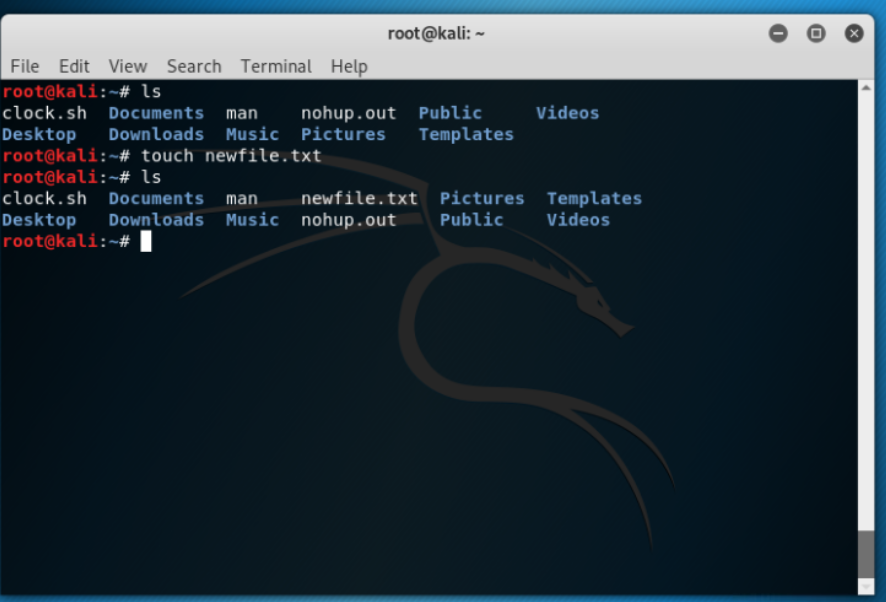 root@kali: ~
File Edit View Search Terminal Help
root@kali:~# ls
clock.sh Documents man nohup.out Public Videos
Desktop Downloads Music Pictures Templates
root@kali:~# touch newfile.txt
root@kali:~# ls
clock.sh Documents man newfile.txt Pictures Templates
Desktop Downloads Music nohup.out Public Videos
root@kali:~#